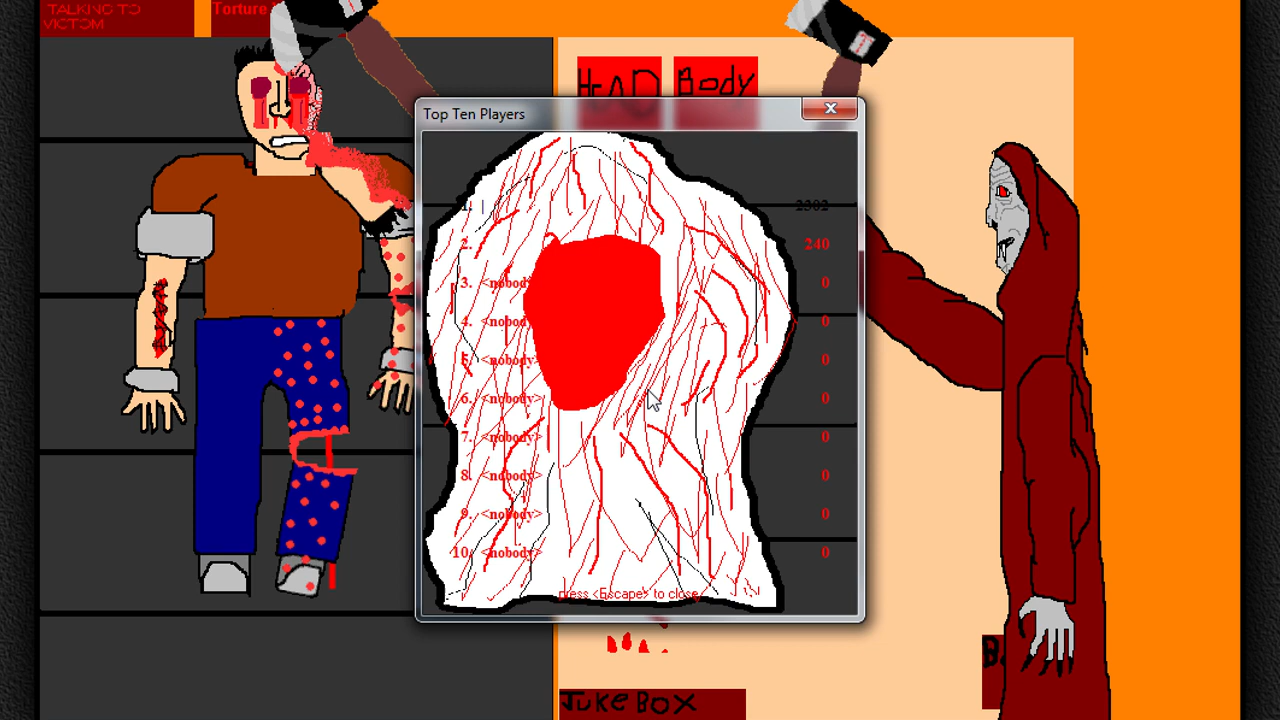 TALKING TO
VICTOM
Torture
HEAD
Body
Top Ten Players
1. 2302
2. 240
3. <nobody> 0
4. <nobody> 0
5. <nobody> 0
6. <nobody> 0
7. <nobody> 0
8. <nobody> 0
9. <nobody> 0
10. <nobody> 0
press <Escape> to close
JUKE BOX